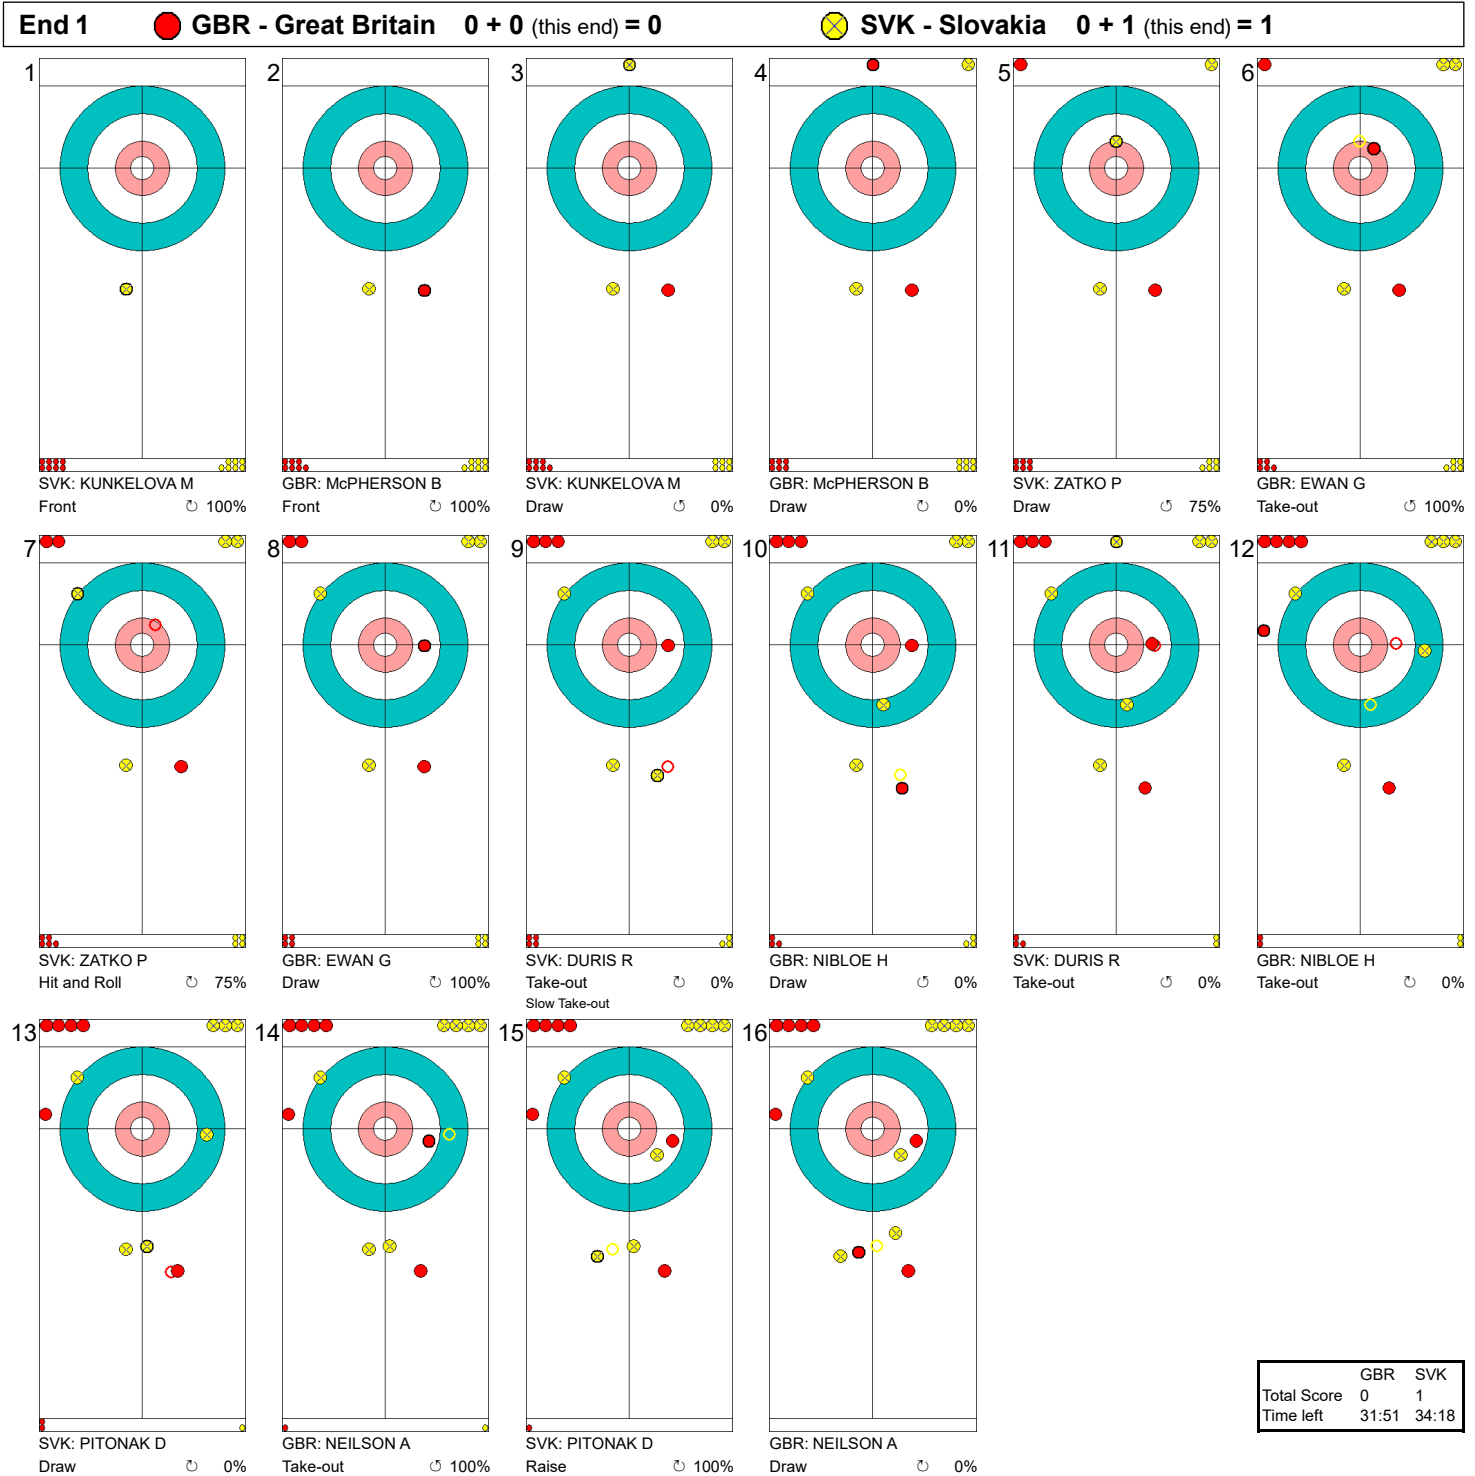 End 1 GBR - Great Britain 0 + 0 (this end) = 0 SVK - Slovakia 0 + 1 (this end) = 1
1 2 3 4 5 6
SVK: KUNKELOVA M GBR: McPHERSON B SVK: KUNKELOVA M GBR: McPHERSON B SVK: ZATKO P GBR: EWAN G
Front ↻ 100% Front ↻ 100% Draw ↺ 0% Draw ↺ 0% Draw ↻ 75% Take-out ↺ 100%
7 8 9 10 11 12
SVK: ZATKO P GBR: EWAN G SVK: DURIS R GBR: NIBLOE H SVK: DURIS R GBR: NIBLOE H
Hit and Roll ↻ 75% Draw ↻ 100% Take-out ↻ 0% Draw ↺ 0% Take-out ↺ 0% Take-out ↻ 0%
Slow Take-out
13 14 15 16
SVK: PITONAK D GBR: NEILSON A SVK: PITONAK D GBR: NEILSON A
Draw ↻ 0% Take-out ↺ 100% Raise ↻ 100% Draw ↻ 0%
GBR SVK
Total Score 0 1
Time left 31:51 34:18